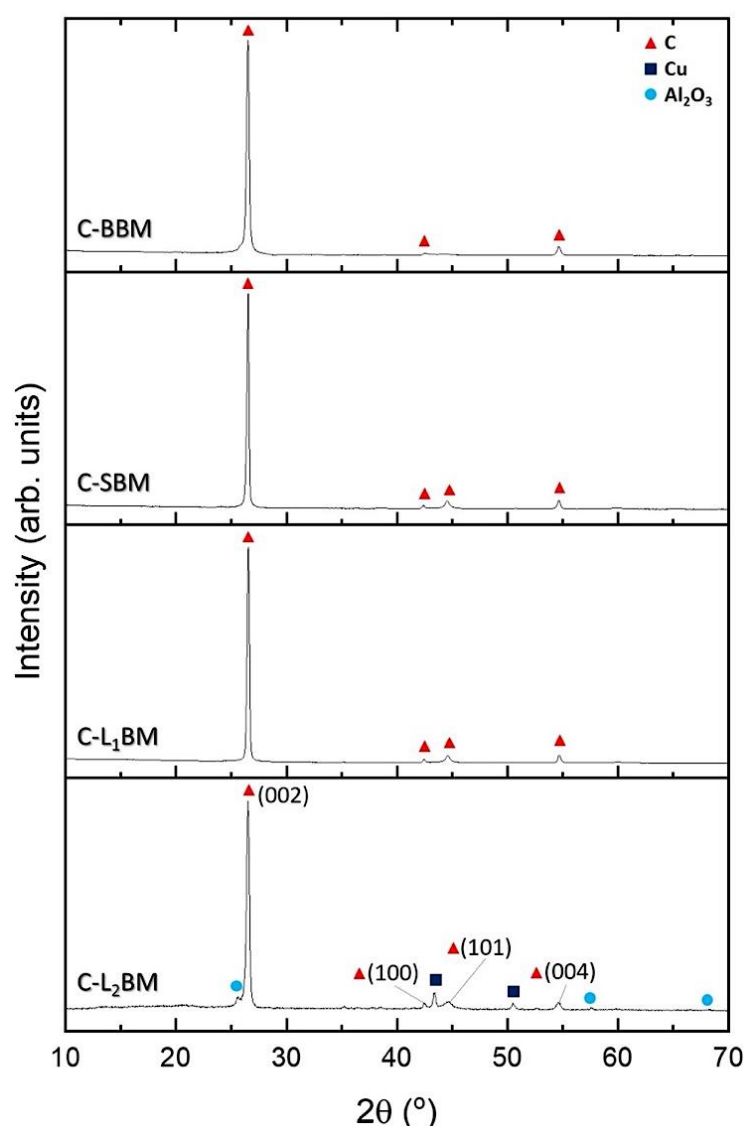 C
Cu
Al₂O₃
C-BBM
C-SBM
C-L₁BM
(002)
(101)
(100)
(004)
C-L₂BM
10 20 30 40 50 60 70
2θ (°)
Intensity (arb. units)